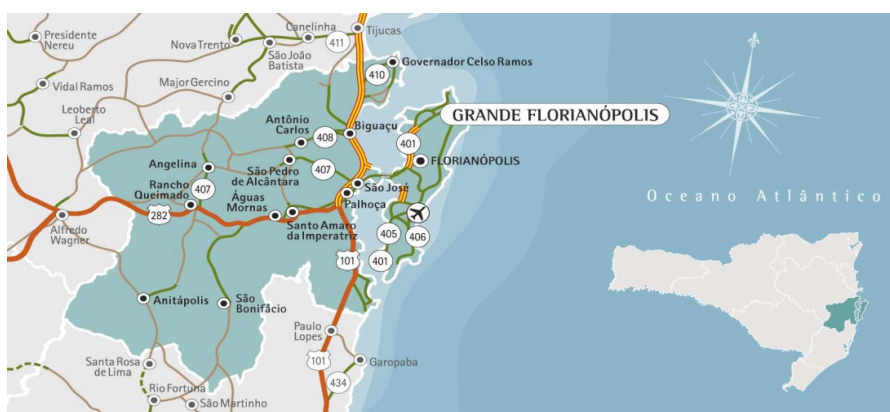 Presidente
Nereu
Nova Trento
Canelinha
Tijucas
411
São João
Batista
Governador Celso Ramos
410
Vidal Ramos
Major Gercino
Leoberto
Leal
GRANDE FLORIANÓPOLIS
Antônio
Carlos
408
Biguaçu
401
FLORIANÓPOLIS
Angelina
São Pedro
de Alcântara
407
Rancho
Queimado
407
São José
Palhoça
Oceano Atlântico
282
Águas
Mornas
Santo Amaro
da Imperatriz
Alfredo
Wagner
405
406
101
401
Anitápolis
São
Bonifácio
Paulo
Lopes
Santa Rosa
de Lima
101
Garopaba
434
Rio Fortuna
São Martinho